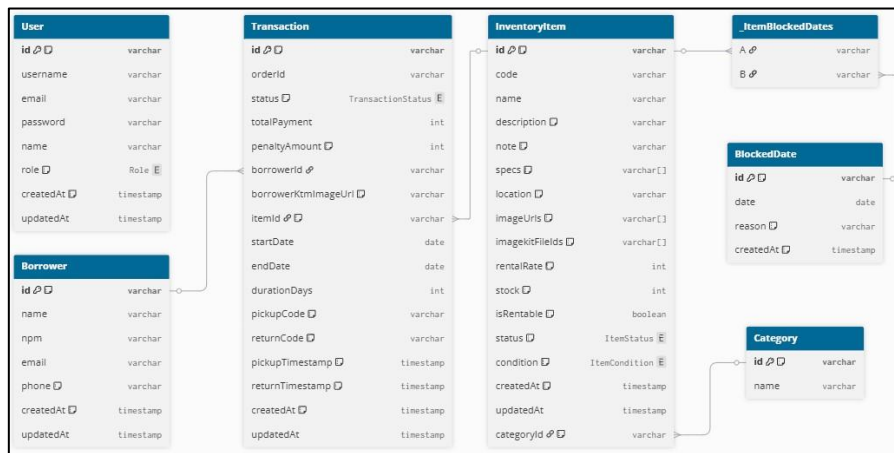 User
id varchar
username varchar
email varchar
password varchar
name varchar
role Role E
createdAt timestamp
updatedAt timestamp
Borrower
id varchar
name varchar
npm varchar
email varchar
phone varchar
createdAt timestamp
updatedAt timestamp
Transaction
id varchar
orderId varchar
status TransactionStatus E
totalPayment int
penaltyAmount int
borrowerId varchar
borrowerKtmImageUrl varchar
itemId varchar
startDate date
endDate date
durationDays int
pickupCode varchar
returnCode varchar
pickupTimestamp timestamp
returnTimestamp timestamp
createdAt timestamp
updatedAt timestamp
InventoryItem
id varchar
code varchar
name varchar
description varchar
note varchar
specs varchar[]
location varchar
imageUrls varchar[]
imagekitFileIds varchar[]
rentalRate int
stock int
isRentable boolean
status ItemStatus E
condition ItemCondition E
createdAt timestamp
updatedAt timestamp
categoryId varchar
_ItemBlockedDates
A varchar
B varchar
BlockedDate
id varchar
date date
reason varchar
createdAt timestamp
Category
id varchar
name varchar